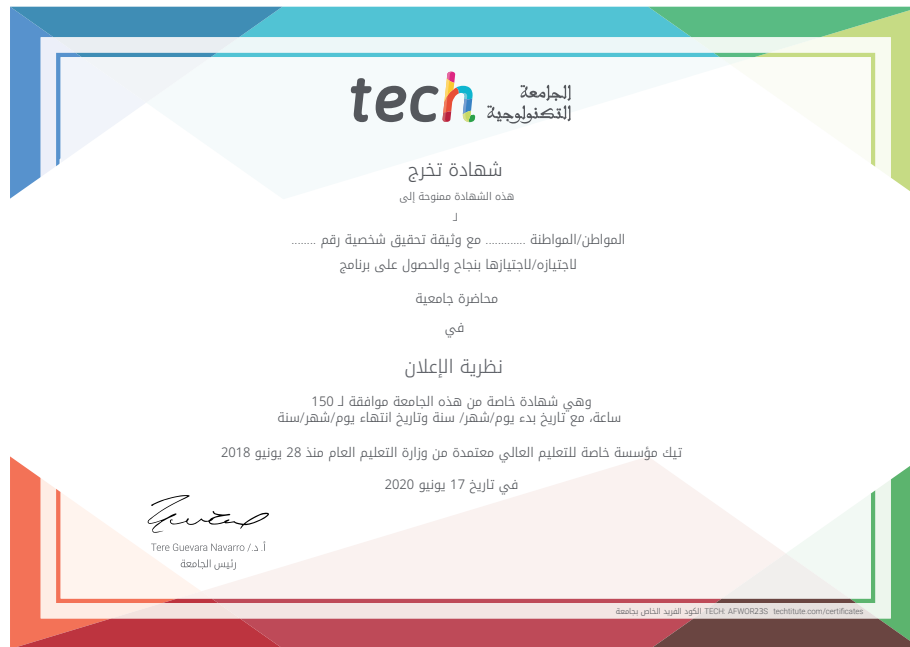 tech الجامعة
التكنولوجية
شهادة تخرج
هذه الشهادة ممنوحة إلى
لـ
المواطن/المواطنة ............ مع وثيقة تحقيق شخصية رقم ........
لاجتيازه/لاجتيازها بنجاح والحصول على برنامج
محاضرة جامعية
في
نظرية الإعلان
وهي شهادة خاصة من هذه الجامعة موافقة لـ 150
ساعة، مع تاريخ بدء يوم/شهر/ سنة وتاريخ انتهاء يوم/شهر/سنة
تيك مؤسسة خاصة للتعليم العالي معتمدة من وزارة التعليم العام منذ 28 يونيو 2018
في تاريخ 17 يونيو 2020
أ.د./ Tere Guevara Navarro
رئيس الجامعة
الكود الفريد الخاص بجامعة TECH: AFWOR23S techtitute.com/certificates